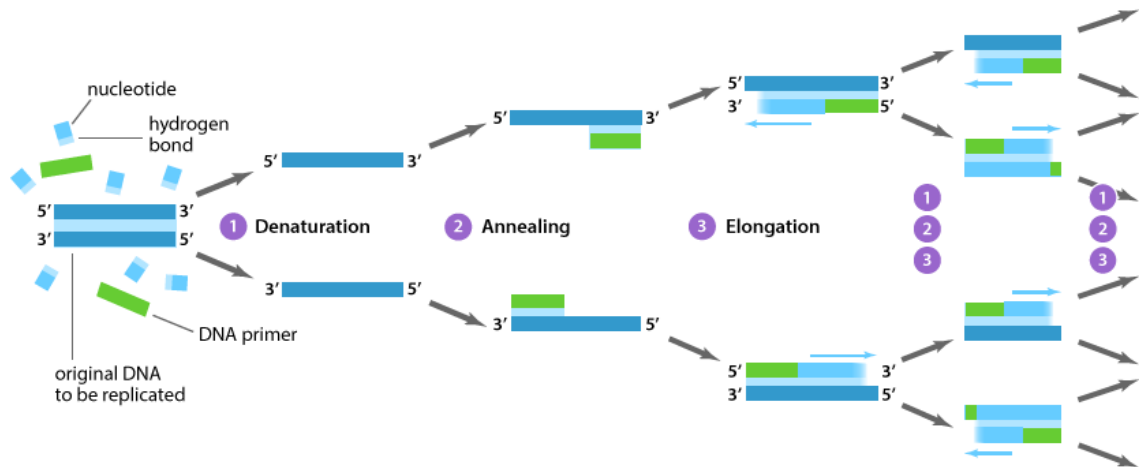 nucleotide
hydrogen
bond
5′ 3′
3′ 5′
DNA primer
original DNA
to be replicated
5′ 3′
1 Denaturation
3′ 5′
5′ 3′
2 Annealing
3′ 5′
5′ 3′
3′ 5′
3 Elongation
5′ 3′
3′ 5′
1
2
3
1
2
3